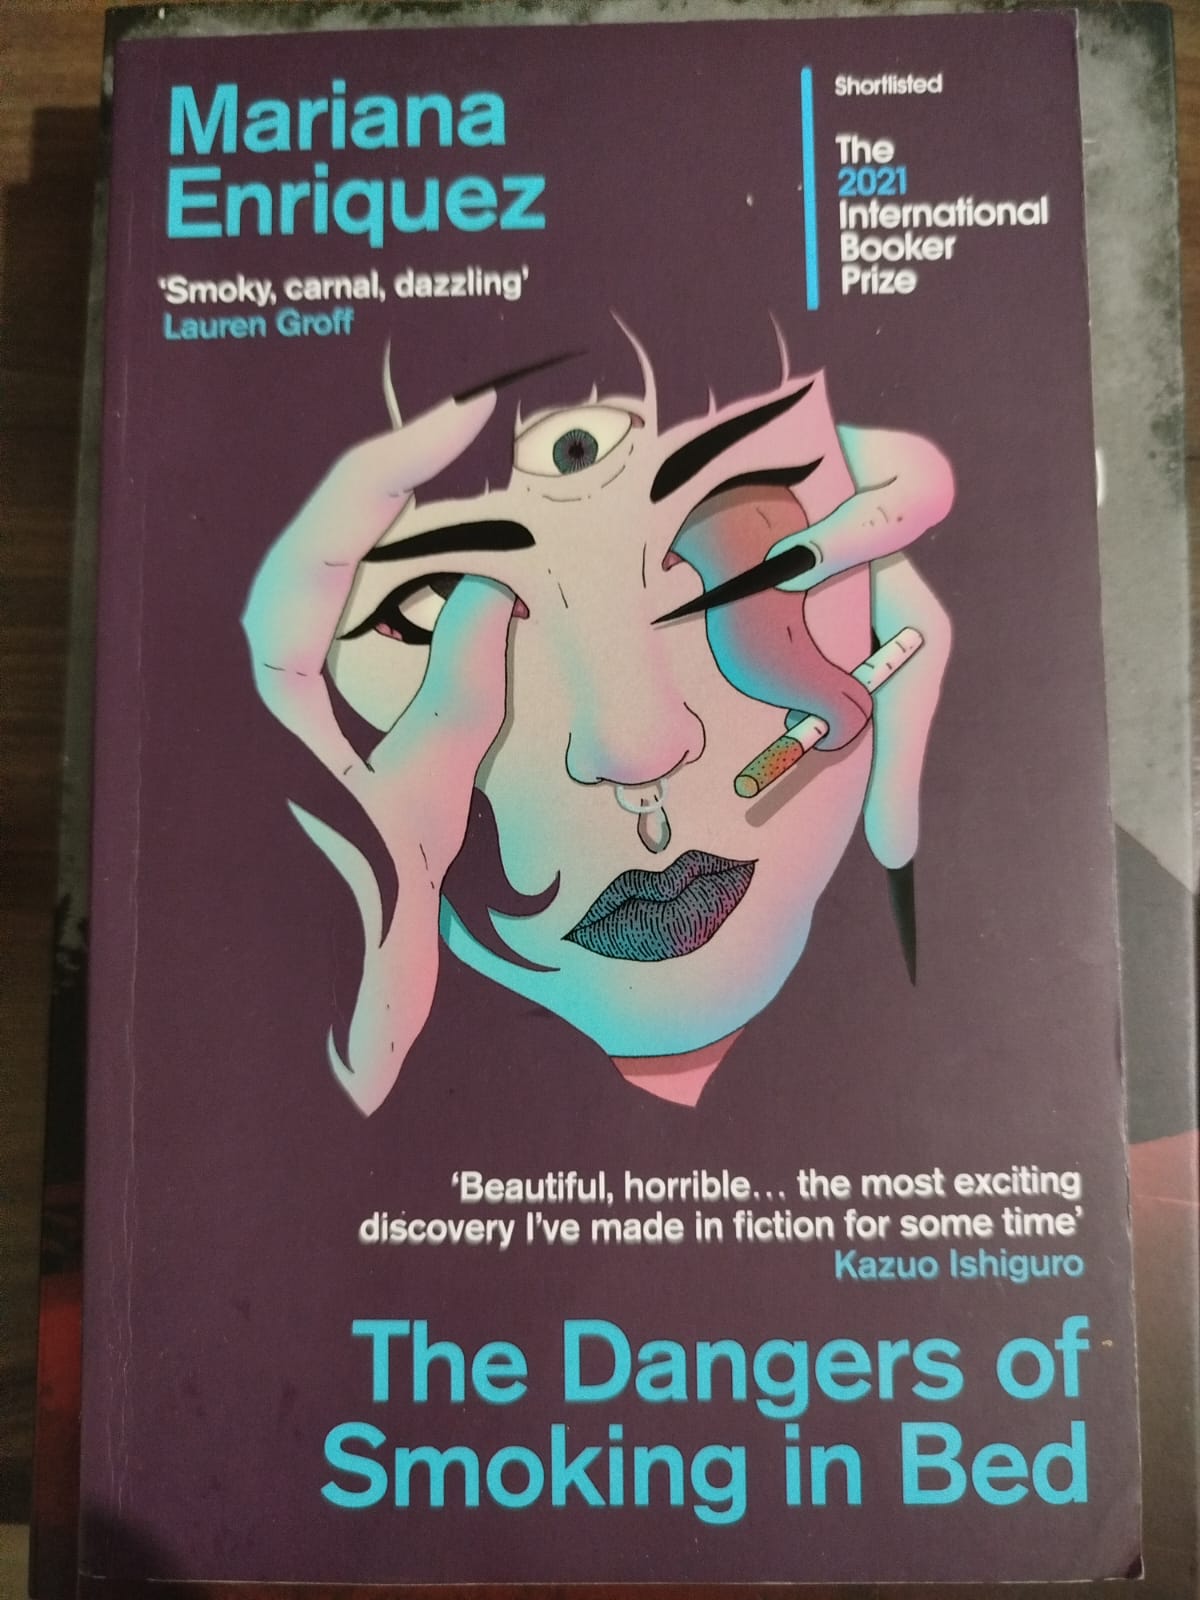 Mariana
Enriquez
‘Smoky, carnal, dazzling’
Lauren Groff
Shortlisted
The
2021
International
Booker
Prize
‘Beautiful, horrible... the most exciting
discovery I’ve made in fiction for some time’
Kazuo Ishiguro
The Dangers of
Smoking in Bed